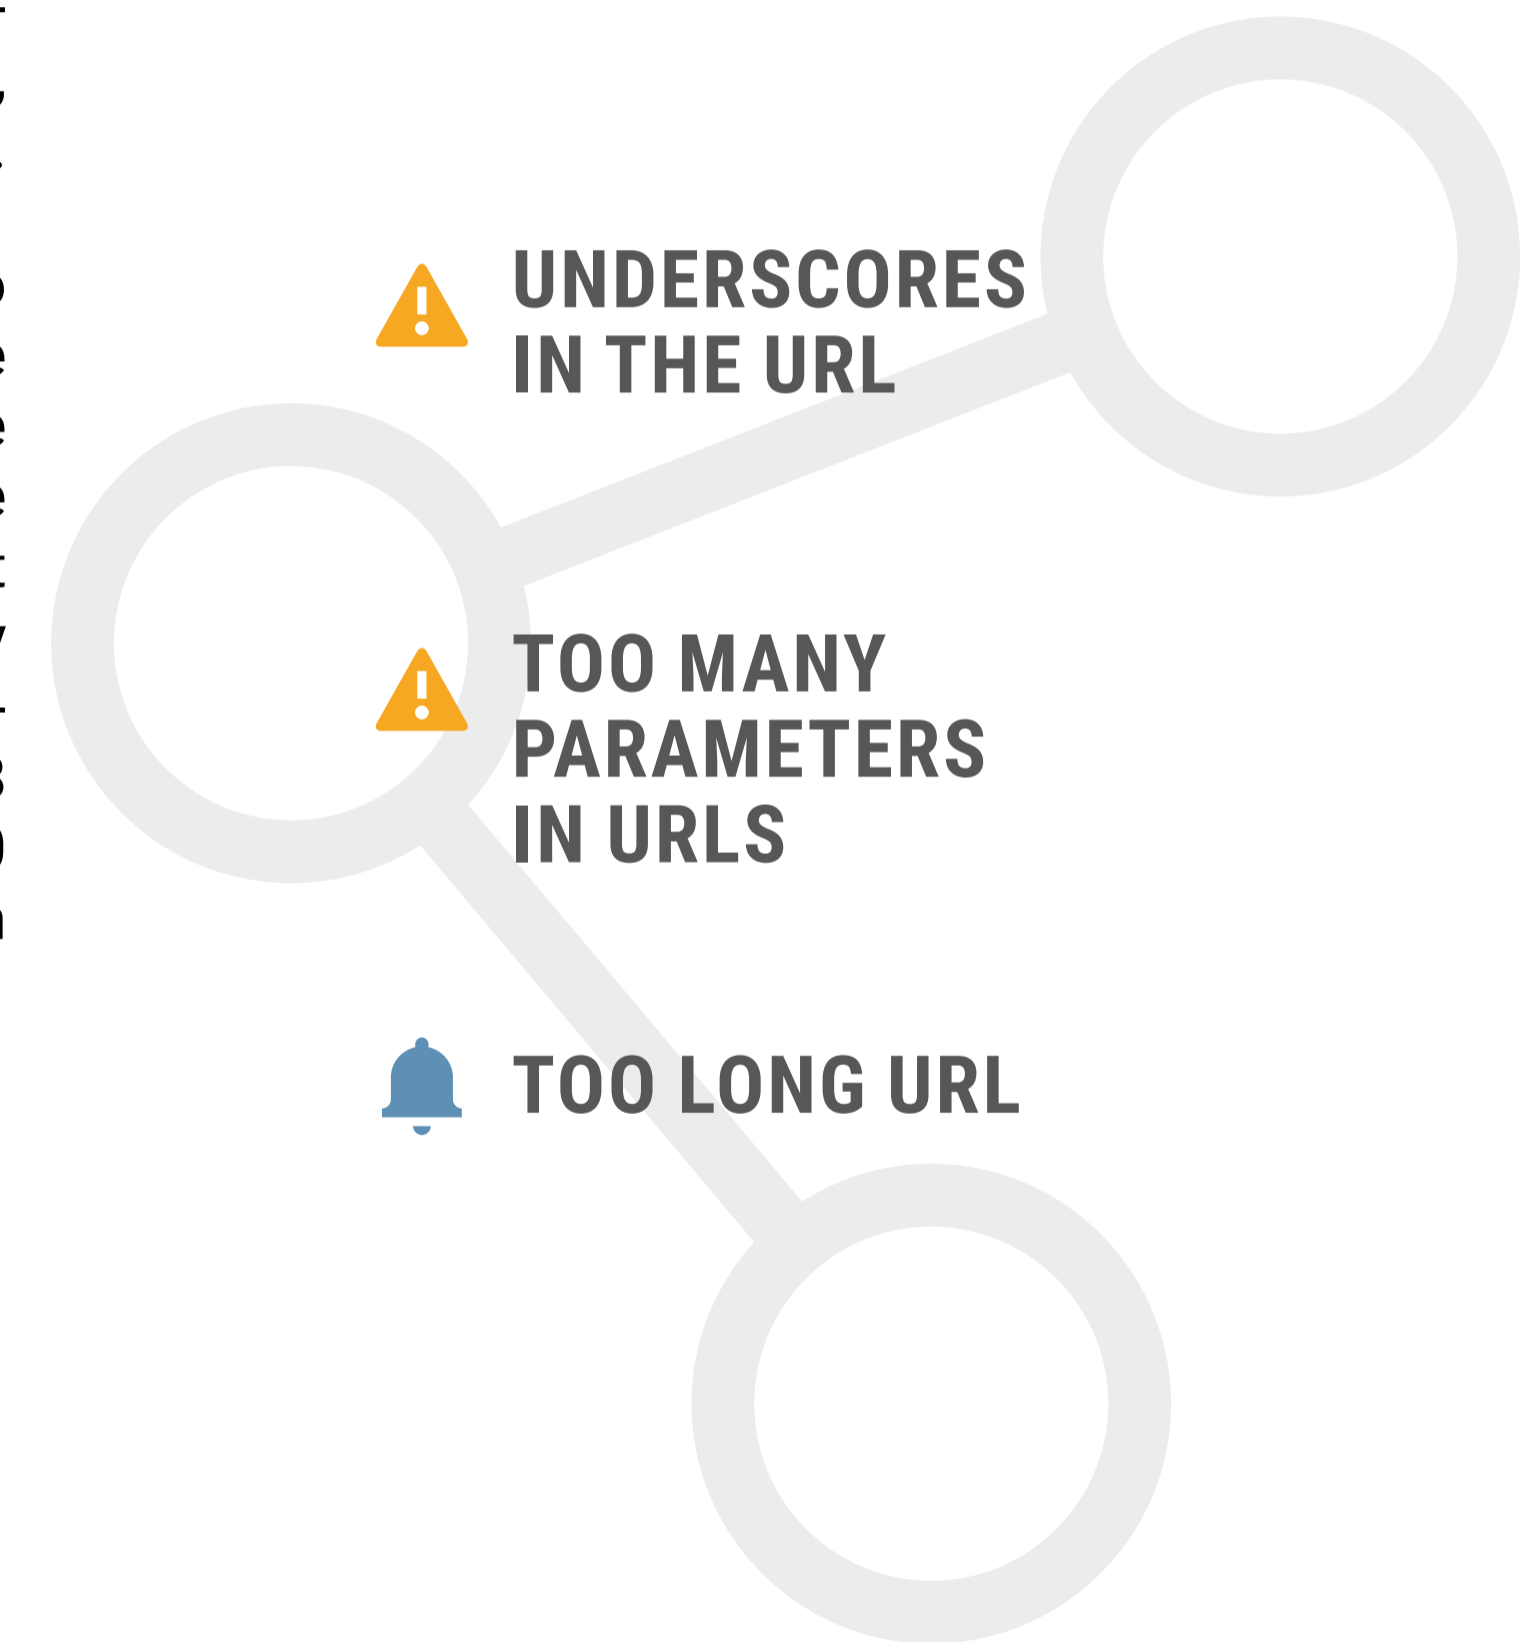 UNDERSCORES
IN THE URL
TOO MANY
PARAMETERS
IN URLS
TOO LONG URL